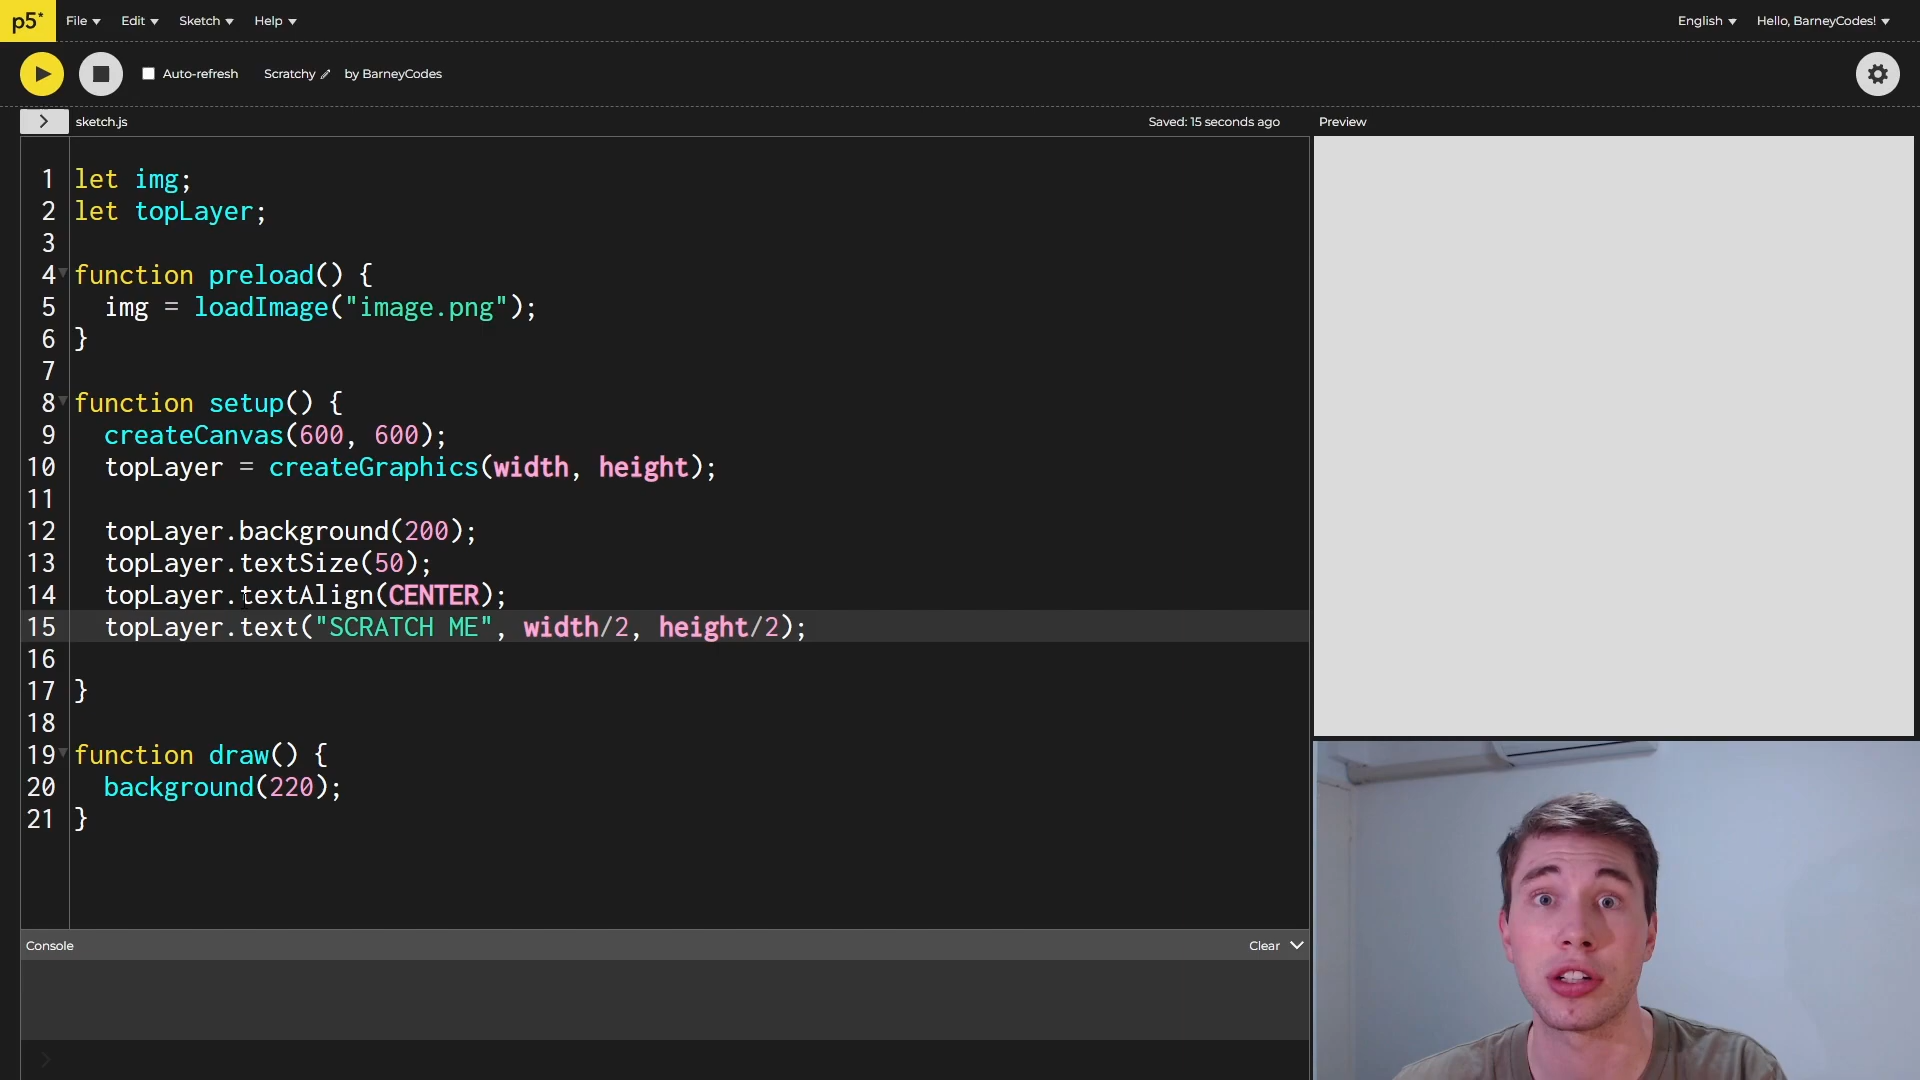 p5*
File
Edit
Sketch
Help
English
Hello, BarneyCodes!
Auto-refresh
Scratchy
by BarneyCodes
sketch.js
Saved: 15 seconds ago
Preview
1 let img;
2 let topLayer;
3
4 function preload() {
5 img = loadImage("image.png");
6 }
7
8 function setup() {
9 createCanvas(600, 600);
10 topLayer = createGraphics(width, height);
11
12 topLayer.background(200);
13 topLayer.textSize(50);
14 topLayer.textAlign(CENTER);
15 topLayer.text("SCRATCH ME", width/2, height/2);
16
17 }
18
19 function draw() {
20 background(220);
21 }
Console
Clear